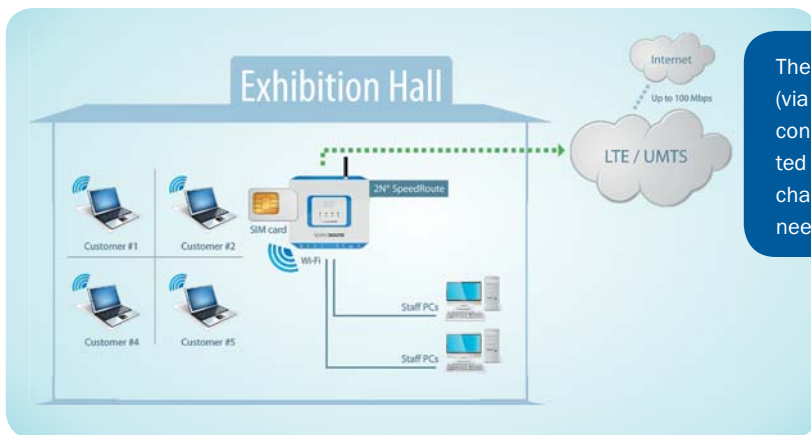 Exhibition Hall
Internet
Up to 100 Mbps
LTE / UMTS
2N® SpeedRoute
SIM card
Wi-Fi
Customer #1
Customer #2
Customer #4
Customer #5
Staff PCs
Staff PCs
The
(via
con
ted
cha
nee